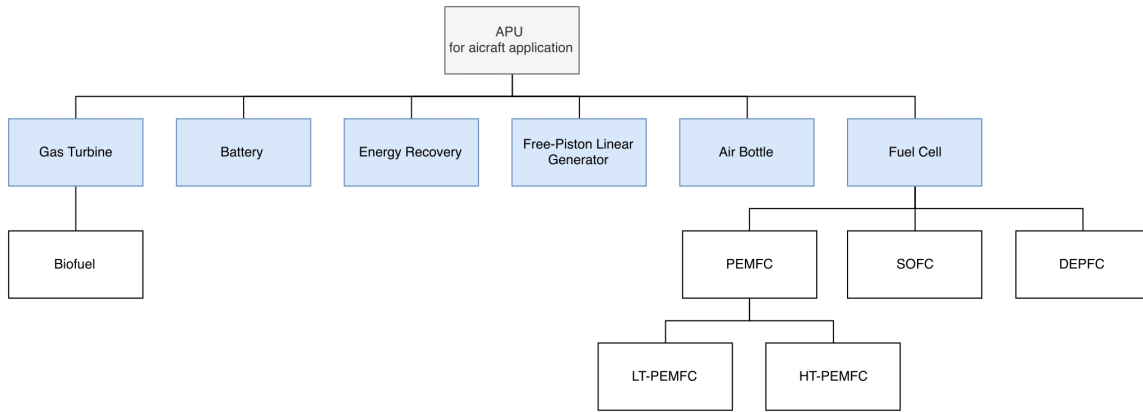 APU
for aicraft application
Gas Turbine
Battery
Energy Recovery
Free-Piston Linear
Generator
Air Bottle
Fuel Cell
Biofuel
PEMFC
SOFC
DEPFC
LT-PEMFC
HT-PEMFC